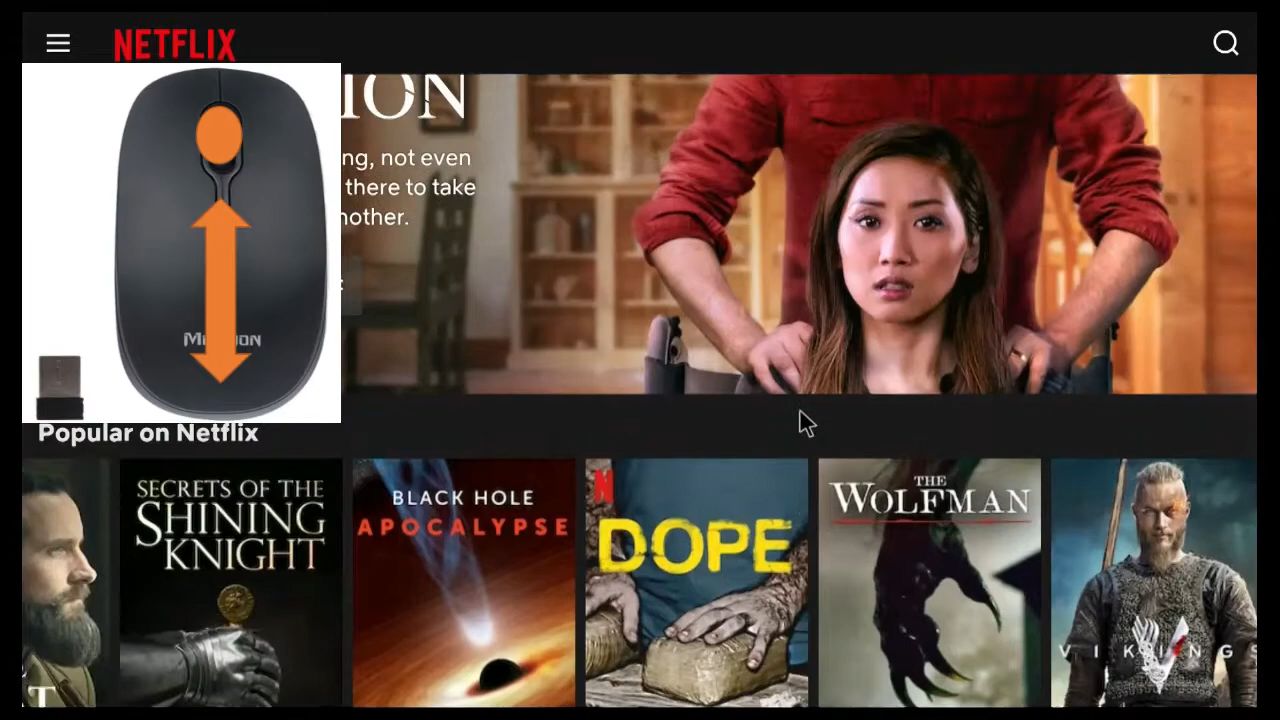 NETFLIX
ION
ng, not even
there to take
nother.
Popular on Netflix
SECRETS OF THE
SHINING
KNIGHT
BLACK HOLE
APOCALYPSE
N
DOPE
THE
WOLFMAN
VIKINGS
T